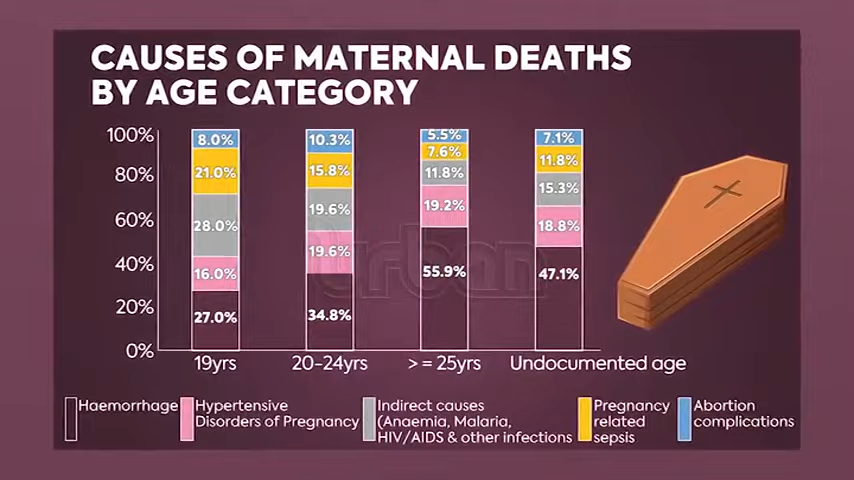 CAUSES OF MATERNAL DEATHS
BY AGE CATEGORY
100%
80%
60%
40%
20%
0%
8.0%
21.0%
28.0%
16.0%
27.0%
10.3%
15.8%
19.6%
19.6%
34.8%
5.5%
7.6%
11.8%
19.2%
55.9%
7.1%
11.8%
15.3%
18.8%
47.1%
urban
19yrs
20-24yrs
> = 25yrs
Undocumented age
Haemorrhage
Hypertensive
Disorders of Pregnancy
Indirect causes
(Anaemia, Malaria,
HIV/AIDS & other infections
Pregnancy
related
sepsis
Abortion
complications